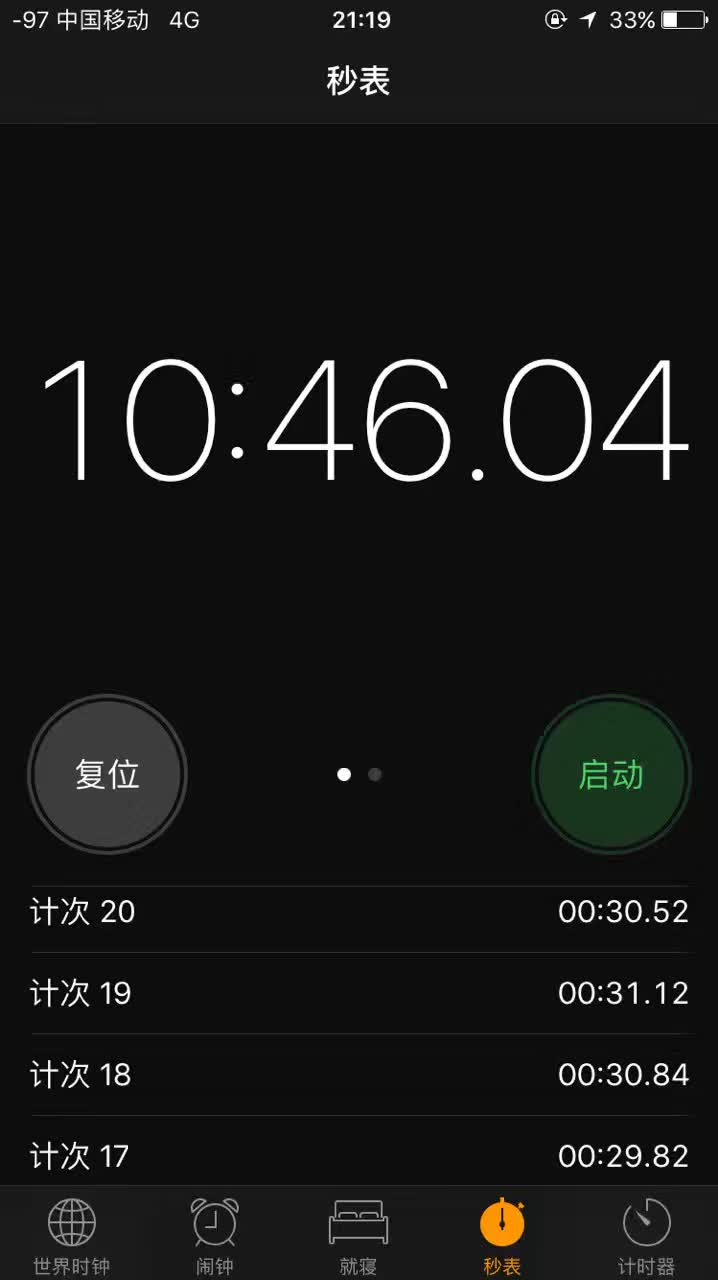 -97 中国移动 4G 21:19 33%
秒表
10:46.04
复位 启动
计次 20 00:30.52
计次 19 00:31.12
计次 18 00:30.84
计次 17 00:29.82
世界时钟 闹钟 就寝 秒表 计时器